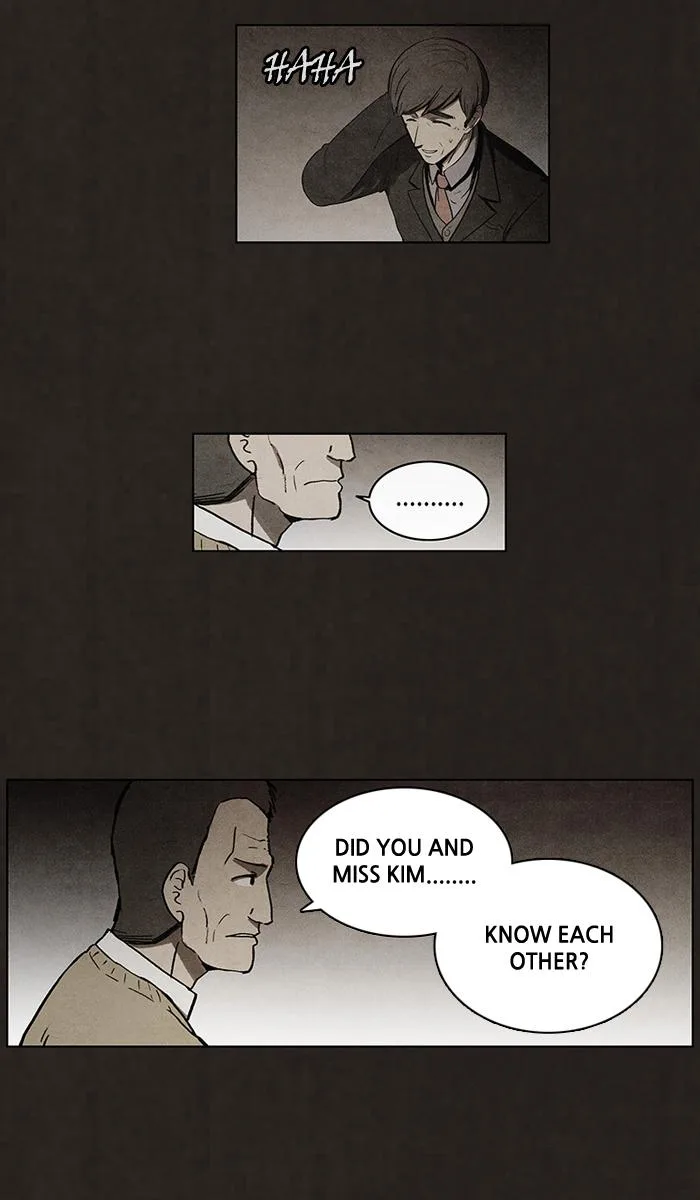 HAHA
..........
DID YOU AND
MISS KIM........
KNOW EACH
OTHER?